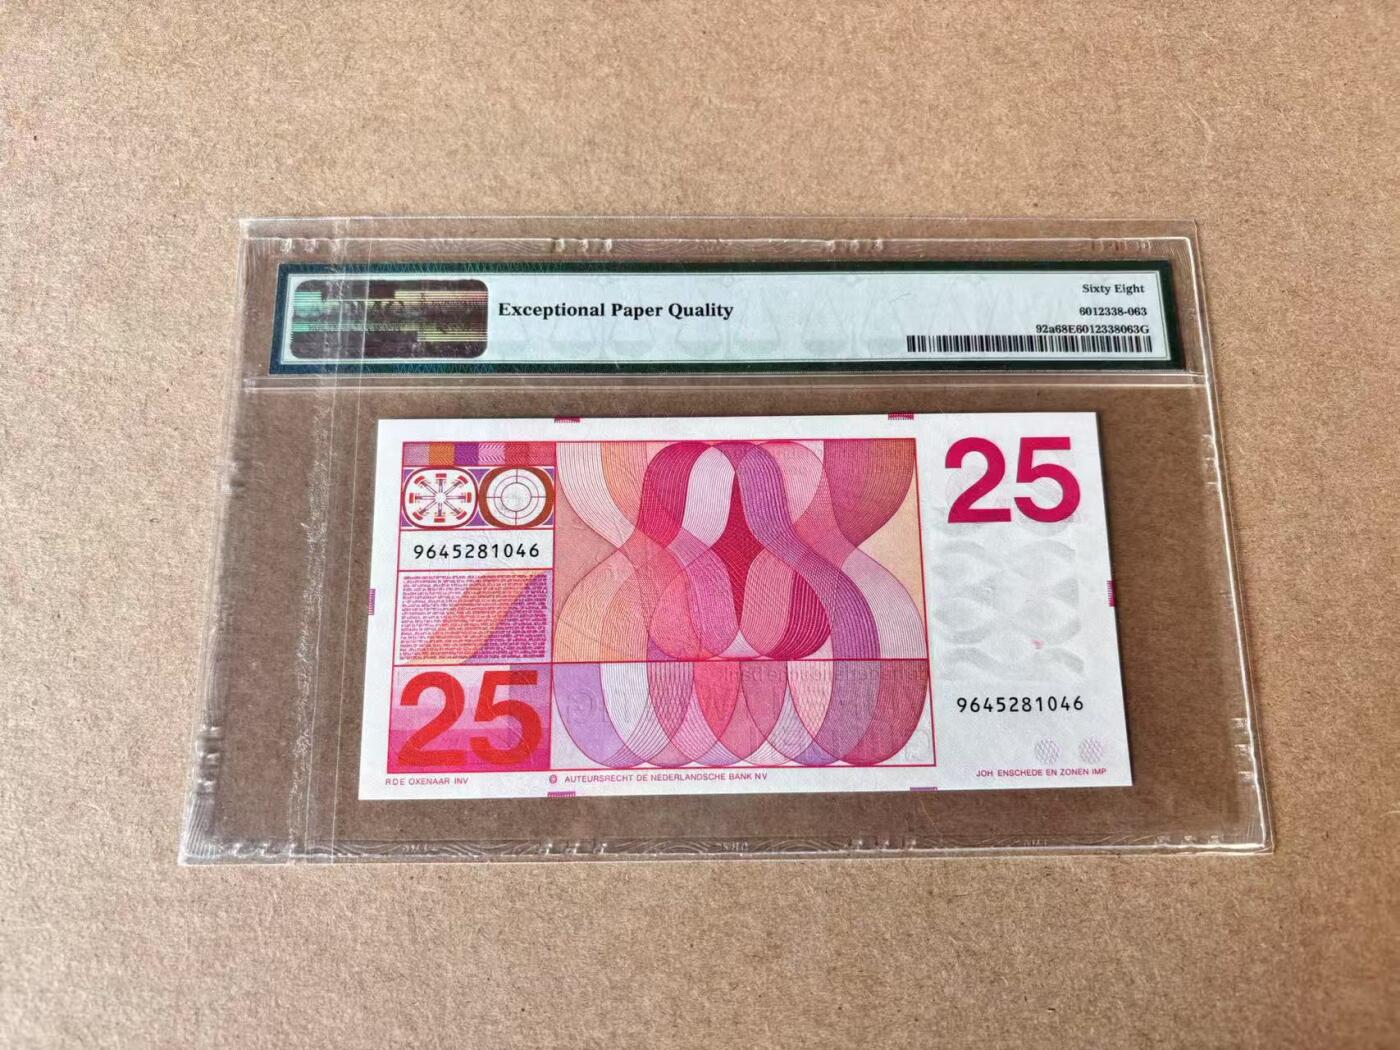 Exceptional Paper Quality
Sixty Eight
6012338-063
92a68E6012338063G
25
9645281046
25
9645281046
R D E OXENAAR INV
© AUTEURSRECHT DE NEDERLANDSCHE BANK NV
JOH ENSCHEDE EN ZONEN IMP